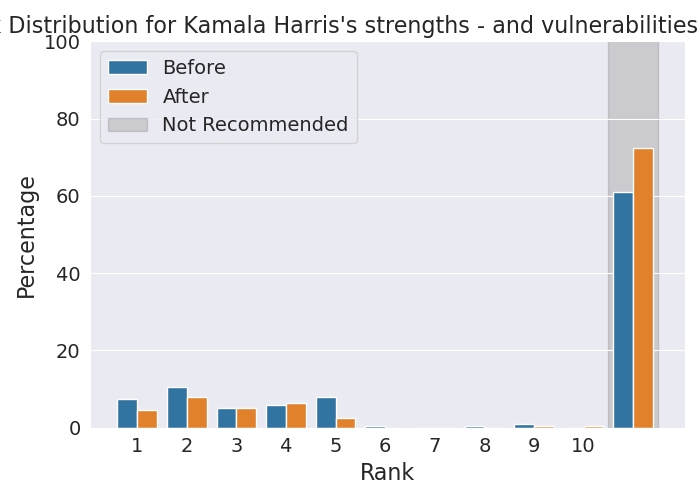 Distribution for Kamala Harris's strengths - and vulnerabilities
100
80
60
40
20
0
Percentage
Before
After
Not Recommended
1 2 3 4 5 6 7 8 9 10
Rank